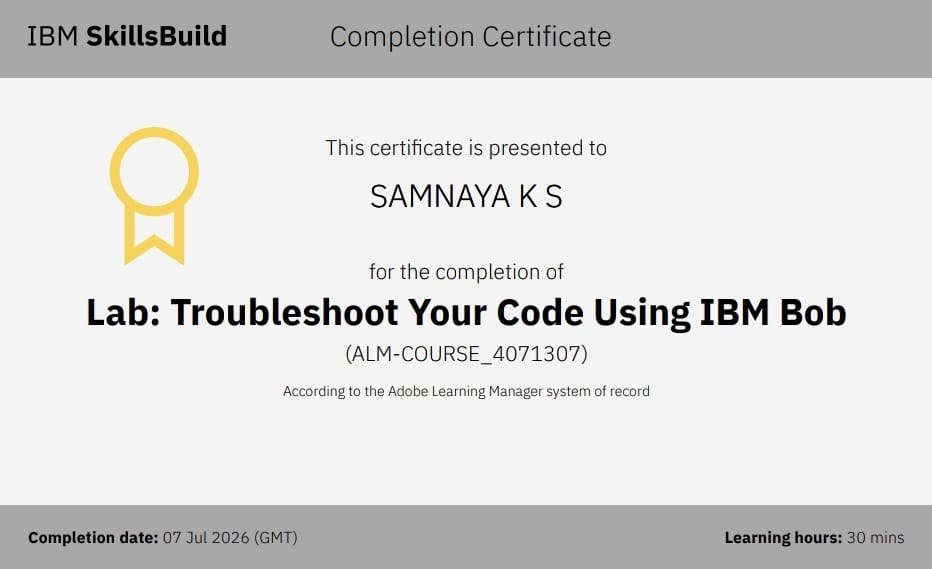 IBM SkillsBuild
Completion Certificate
This certificate is presented to
SAMNAYA K S
for the completion of
Lab: Troubleshoot Your Code Using IBM Bob
(ALM-COURSE_4071307)
According to the Adobe Learning Manager system of record
Completion date: 07 Jul 2026 (GMT)
Learning hours: 30 mins